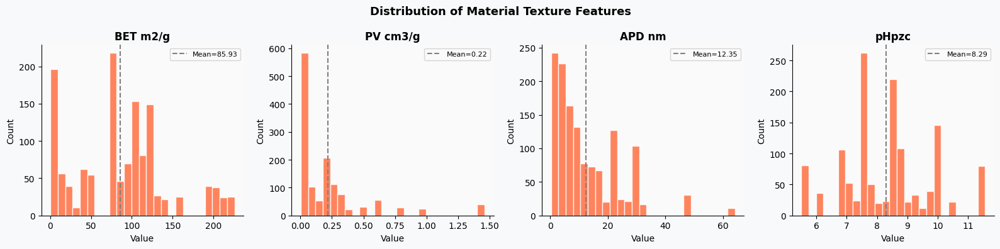 Distribution of Material Texture Features
BET m2/g
Mean=85.93
Count
200
150
100
50
0
0 50 100 150 200
Value
PV cm3/g
Mean=0.22
Count
600
500
400
300
200
100
0
0.00 0.25 0.50 0.75 1.00 1.25 1.50
Value
APD nm
Mean=12.35
Count
250
200
150
100
50
0
0 20 40 60
Value
pHpzc
Mean=8.29
Count
250
200
150
100
50
0
6 7 8 9 10 11
Value